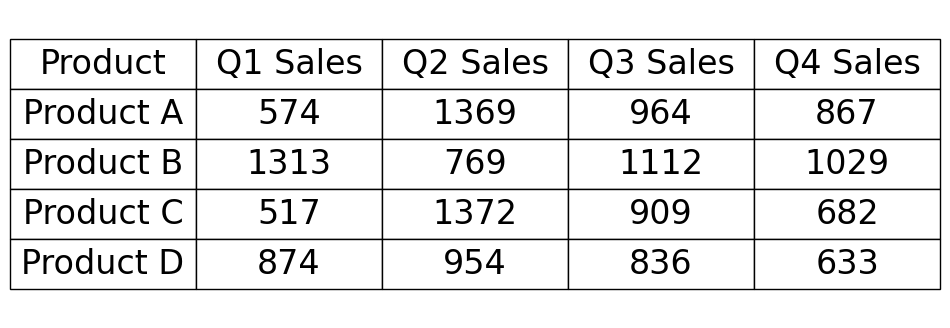 Product Q1 Sales Q2 Sales Q3 Sales Q4 Sales
Product A 574 1369 964 867
Product B 1313 769 1112 1029
Product C 517 1372 909 682
Product D 874 954 836 633